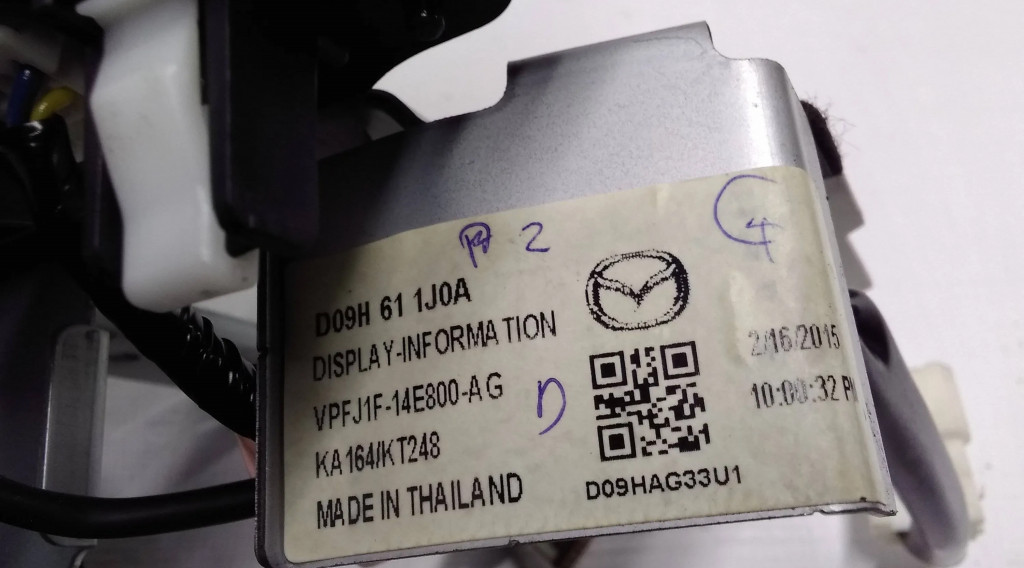 2
4
D09H 61 1J0A
DISPLAY-INFORMATION
2/16/2015
VPFJ1F-14E800-AG
D
10:00:32 P
KA164/KT248
MADE IN THAILAND
D09HAG33U1